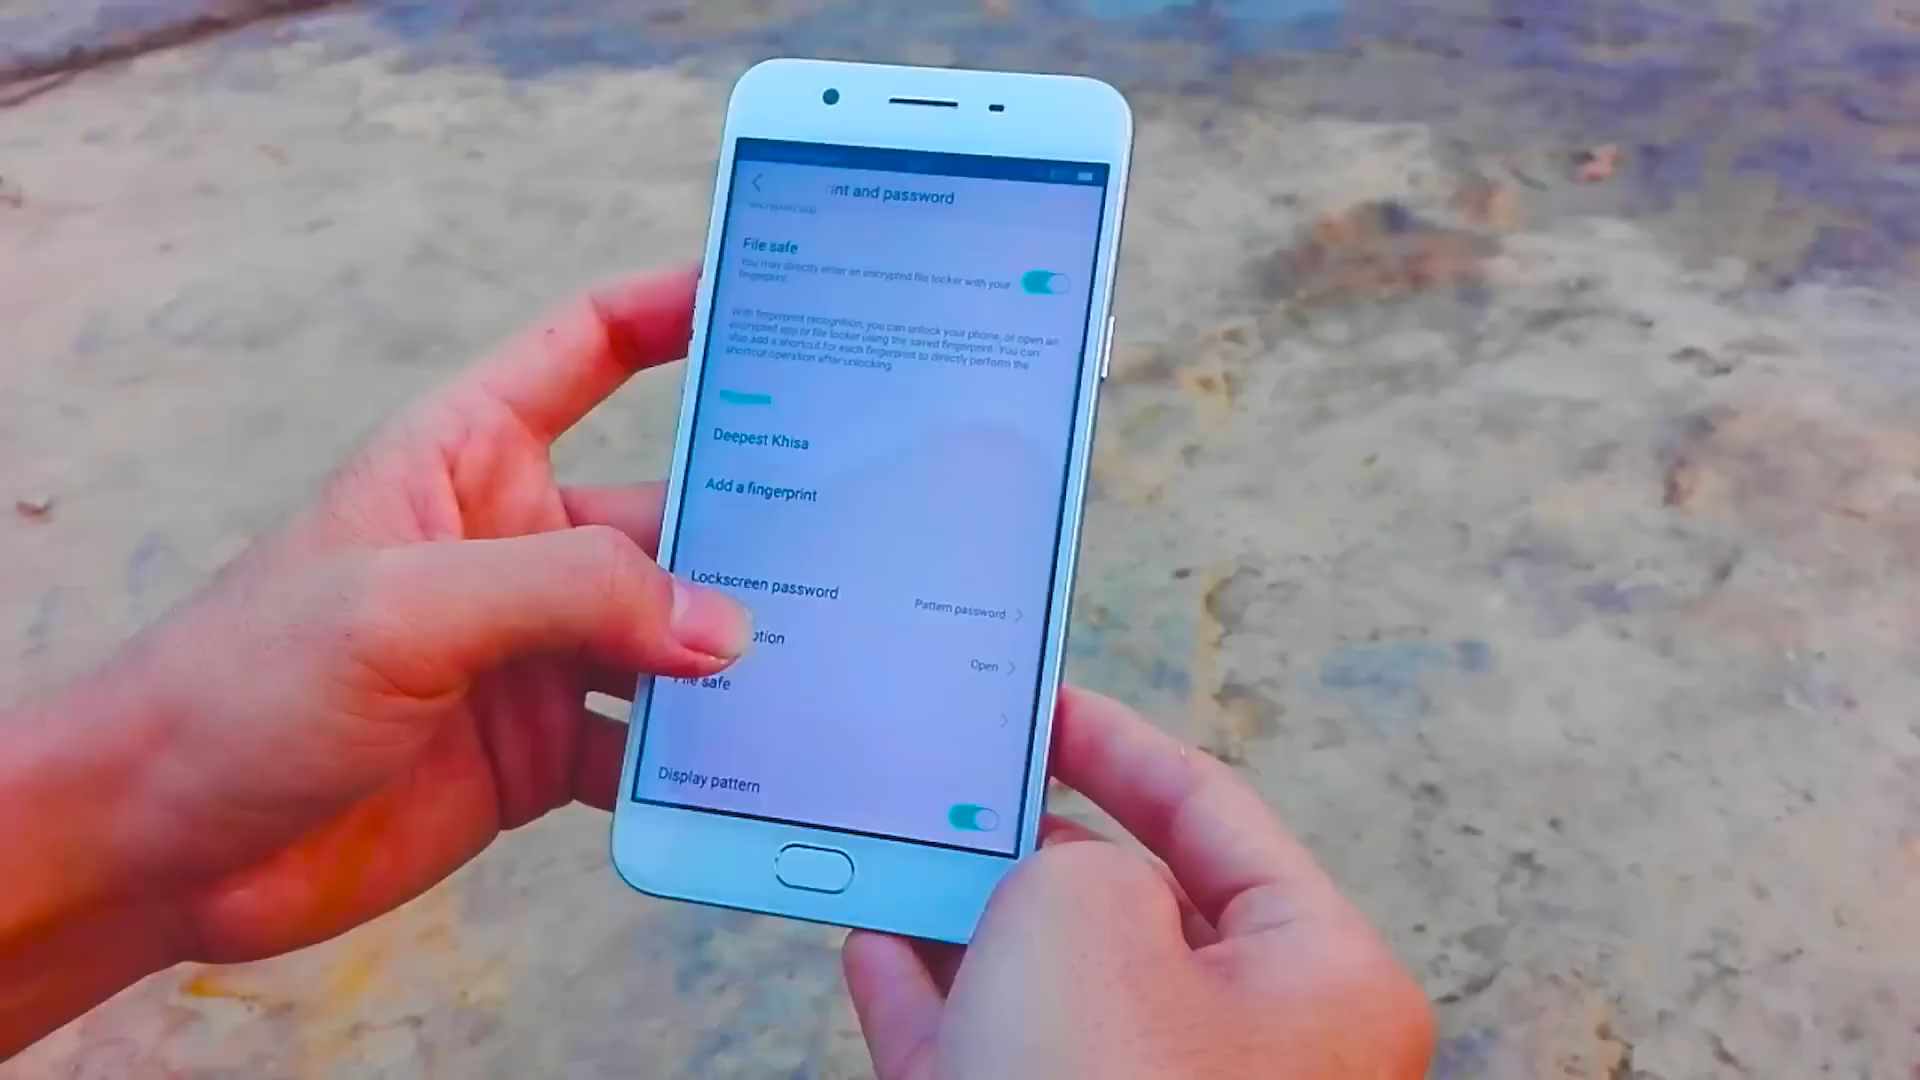 int and password
File safe
You may directly enter an encrypted file locker with your
fingerprint.
With fingerprint recognition, you can unlock your phone, or open an
encrypted app or file locker using the saved fingerprint. You can
also add a shortcut for each fingerprint to directly perform the
shortcut operation after unlocking.
Deepest Khisa
Add a fingerprint
Lockscreen password
Pattern password
ption
Open
File safe
Display pattern